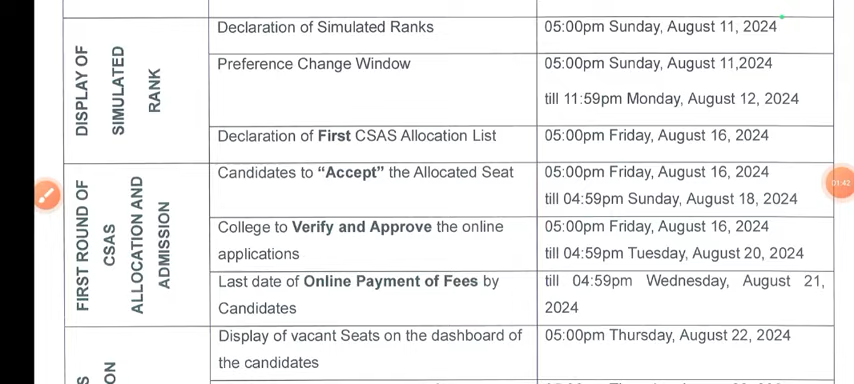 DISPLAY OF
SIMULATED
RANK
Declaration of Simulated Ranks
05:00pm Sunday, August 11, 2024
Preference Change Window
05:00pm Sunday, August 11,2024
till 11:59pm Monday, August 12, 2024
Declaration of First CSAS Allocation List
05:00pm Friday, August 16, 2024
FIRST ROUND OF
CSAS
ALLOCATION AND
ADMISSION
Candidates to “Accept” the Allocated Seat
05:00pm Friday, August 16, 2024
till 04:59pm Sunday, August 18, 2024
College to Verify and Approve the online
applications
05:00pm Friday, August 16, 2024
till 04:59pm Tuesday, August 20, 2024
Last date of Online Payment of Fees by
Candidates
till 04:59pm Wednesday, August 21,
2024
Display of vacant Seats on the dashboard of
the candidates
05:00pm Thursday, August 22, 2024
01:42